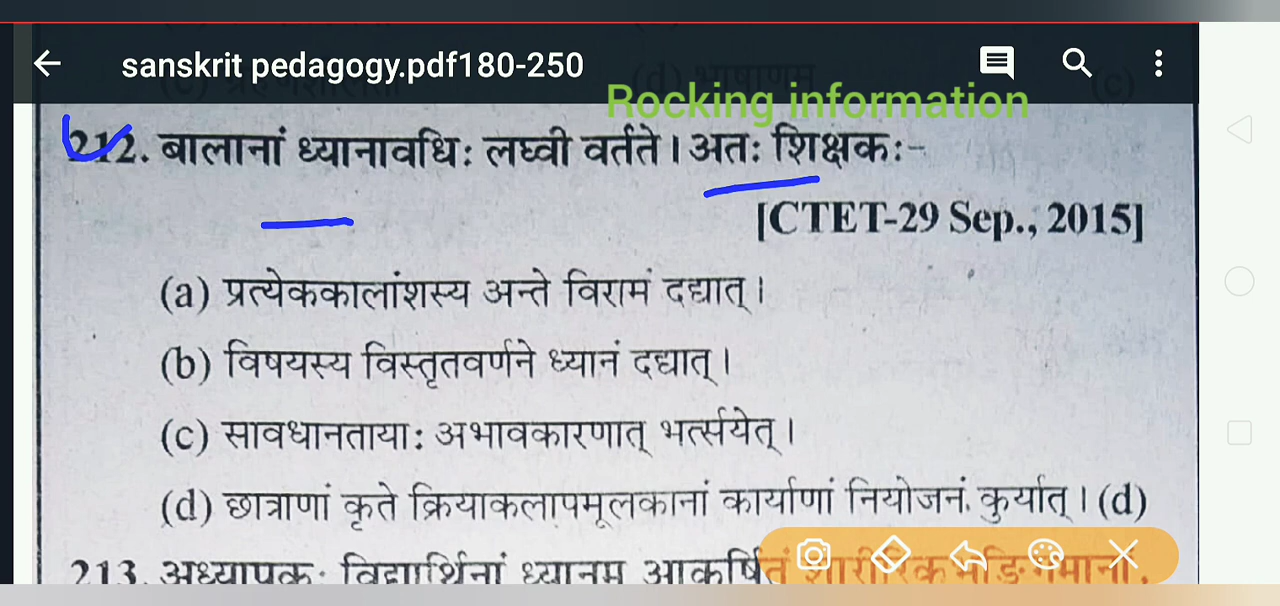 sanskrit pedagogy.pdf180-250
(d) भाषाणम्
(c)
Rocking information
212. बालानां ध्यानावधिः लघ्वी वर्तते। अतः शिक्षकः-
[CTET-29 Sep., 2015]
(a) प्रत्येककालांशस्य अन्ते विरामं दद्यात्।
(b) विषयस्य विस्तृतवर्णने ध्यानं दद्यात्।
(c) सावधानतायाः अभावकारणात् भर्त्सयेत्।
(d) छात्राणां कृते क्रियाकलापमूलकानां कार्याणां नियोजनं कुर्यात्। (d)
213. अध्यापकः विद्यार्थिनां ध्यानम् आकर्षितुं शारीरिक